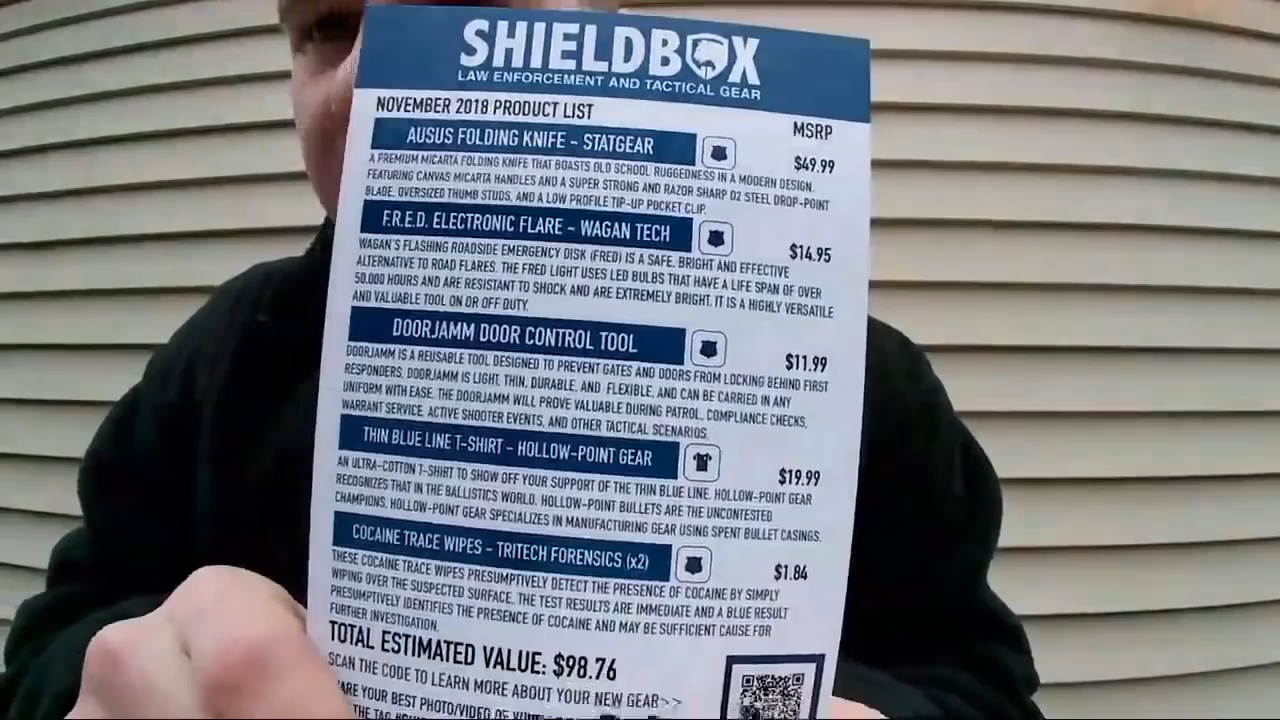 SHIELDBOX
LAW ENFORCEMENT AND TACTICAL GEAR
NOVEMBER 2018 PRODUCT LIST
MSRP
AUSUS FOLDING KNIFE - STATGEAR
$49.99
A PREMIUM MICARTA FOLDING KNIFE THAT BOASTS OLD SCHOOL RUGGEDNESS IN A MODERN DESIGN.
FEATURING CANVAS MICARTA HANDLES AND A SUPER STRONG AND RAZOR SHARP D2 STEEL DROP-POINT
BLADE, OVERSIZED THUMB STUDS, AND A LOW PROFILE TIP-UP POCKET CLIP.
F.R.E.D. ELECTRONIC FLARE - WAGAN TECH
$14.95
WAGAN'S FLASHING ROADSIDE EMERGENCY DISK (FRED) IS A SAFE, BRIGHT AND EFFECTIVE
ALTERNATIVE TO ROAD FLARES. THE FRED LIGHT USES LED BULBS THAT HAVE A LIFE SPAN OF OVER
50,000 HOURS AND ARE RESISTANT TO SHOCK AND ARE EXTREMELY BRIGHT. IT IS A HIGHLY VERSATILE
AND VALUABLE TOOL ON OR OFF DUTY.
DOORJAMM DOOR CONTROL TOOL
$11.99
DOORJAMM IS A REUSABLE TOOL DESIGNED TO PREVENT GATES AND DOORS FROM LOCKING BEHIND FIRST
RESPONDERS. DOORJAMM IS LIGHT, THIN, DURABLE, AND FLEXIBLE, AND CAN BE CARRIED IN ANY
UNIFORM WITH EASE. THE DOORJAMM WILL PROVE VALUABLE DURING PATROL, COMPLIANCE CHECKS,
WARRANT SERVICE, ACTIVE SHOOTER EVENTS, AND OTHER TACTICAL SCENARIOS.
THIN BLUE LINE T-SHIRT - HOLLOW-POINT GEAR
$19.99
AN ULTRA-COTTON T-SHIRT TO SHOW OFF YOUR SUPPORT OF THE THIN BLUE LINE. HOLLOW-POINT GEAR
RECOGNIZES THAT IN THE BALLISTICS WORLD, HOLLOW-POINT BULLETS ARE THE UNCONTESTED
CHAMPIONS. HOLLOW-POINT GEAR SPECIALIZES IN MANUFACTURING GEAR USING SPENT BULLET CASINGS.
COCAINE TRACE WIPES - TRITECH FORENSICS (x2)
$1.84
THESE COCAINE TRACE WIPES PRESUMPTIVELY DETECT THE PRESENCE OF COCAINE BY SIMPLY
WIPING OVER THE SUSPECTED SURFACE. THE TEST RESULTS ARE IMMEDIATE AND A BLUE RESULT
PRESUMPTIVELY IDENTIFIES THE PRESENCE OF COCAINE AND MAY BE SUFFICIENT CAUSE FOR
FURTHER INVESTIGATION.
TOTAL ESTIMATED VALUE: $98.76
SCAN THE CODE TO LEARN MORE ABOUT YOUR NEW GEAR>>
YOUR BEST PHOTO/VIDEO OF
THE TAG